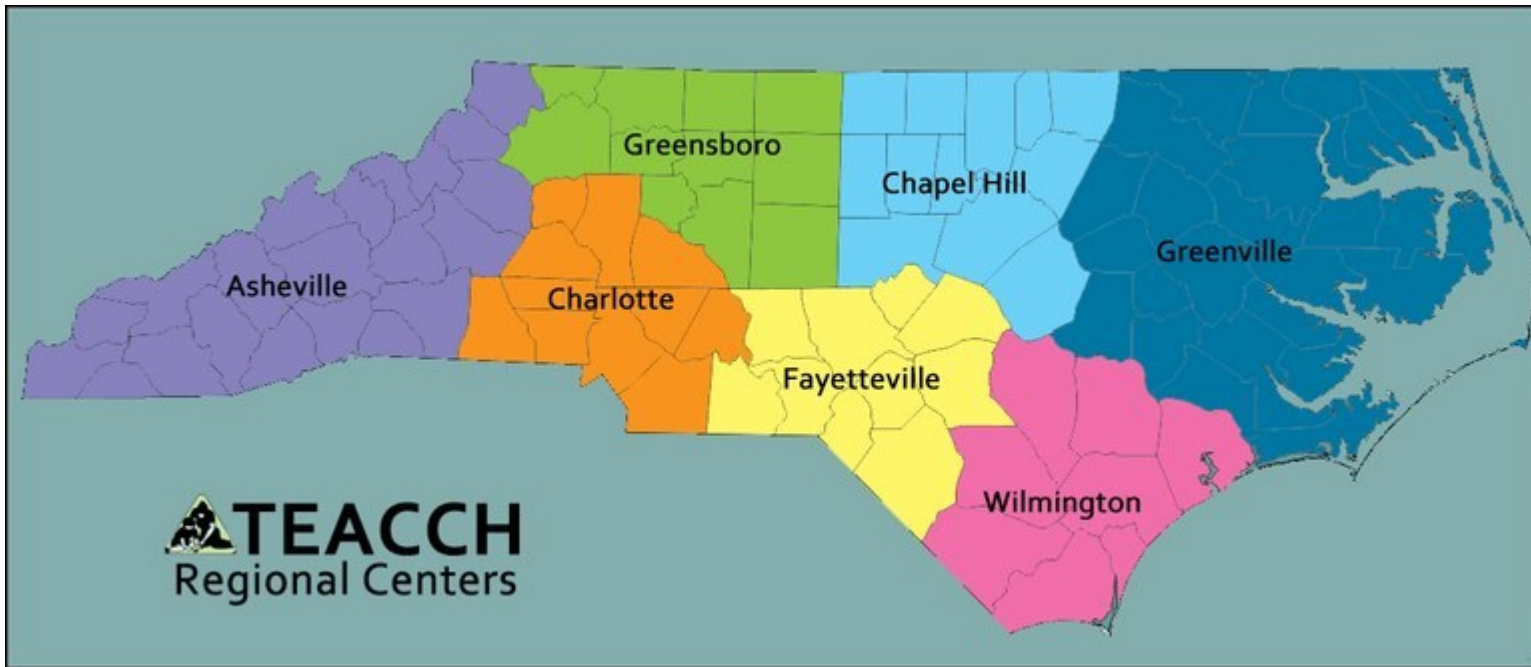 Greensboro
Chapel Hill
Greenville
Asheville
Charlotte
Fayetteville
Wilmington
TEACCH
Regional Centers